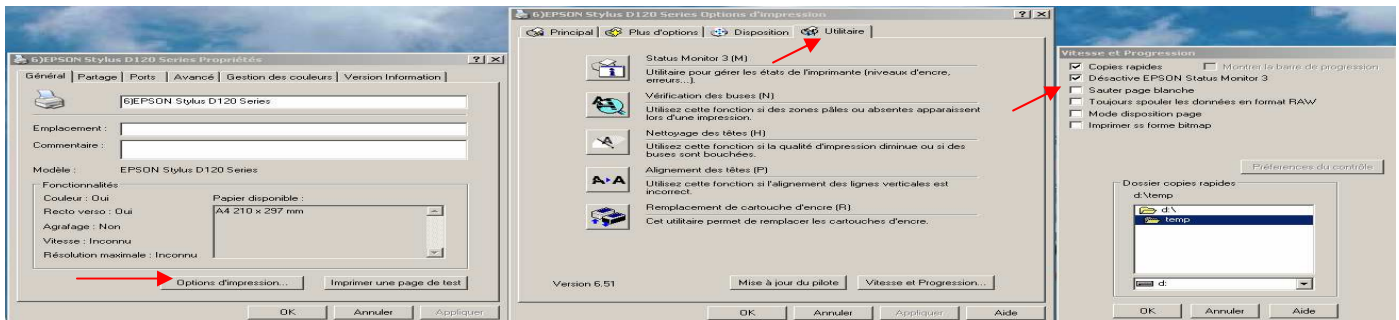 6)EPSON Stylus D120 Series Propriétés
Général Partage Ports Avancé Gestion des couleurs Version Information
6)EPSON Stylus D120 Series
Emplacement :
Commentaire :
Modèle : EPSON Stylus D120 Series
Fonctionnalités
Couleur : Oui
Papier disponible :
Recto verso : Oui
A4 210 x 297 mm
Agrafage : Non
Vitesse : Inconnu
Résolution maximale : Inconnu
Options d'impression...
Imprimer une page de test
OK Annuler Appliquer
6)EPSON Stylus D120 Series Options d'impression
Principal Plus d'options Disposition Utilitaire
Status Monitor 3 (M)
Utilitaire pour gérer les états de l'imprimante (niveaux d'encre,
erreurs...).
Vérification des buses (N)
Utilisez cette fonction si des zones pâles ou absentes apparaissent
lors d'une impression.
Nettoyage des têtes (H)
Utilisez cette fonction si la qualité d'impression diminue ou si des
buses sont bouchées.
Alignement des têtes (P)
Utilisez cette fonction si l'alignement des lignes verticales est
incorrect.
Remplacement de cartouche d'encre (R)
Cet utilitaire permet de remplacer les cartouches d'encre.
Version 6.51
Mise à jour du pilote
Vitesse et Progression...
OK Annuler Appliquer Aide
Vitesse et Progression
Copies rapides Montrer la barre de progression
Désactive EPSON Status Monitor 3
Sauter page blanche
Toujours spouler les données en format RAW
Mode disposition page
Imprimer ss forme bitmap
Préférences du contrôle
Dossier copies rapides
d:\temp
d:\
temp
d:
OK Annuler Aide